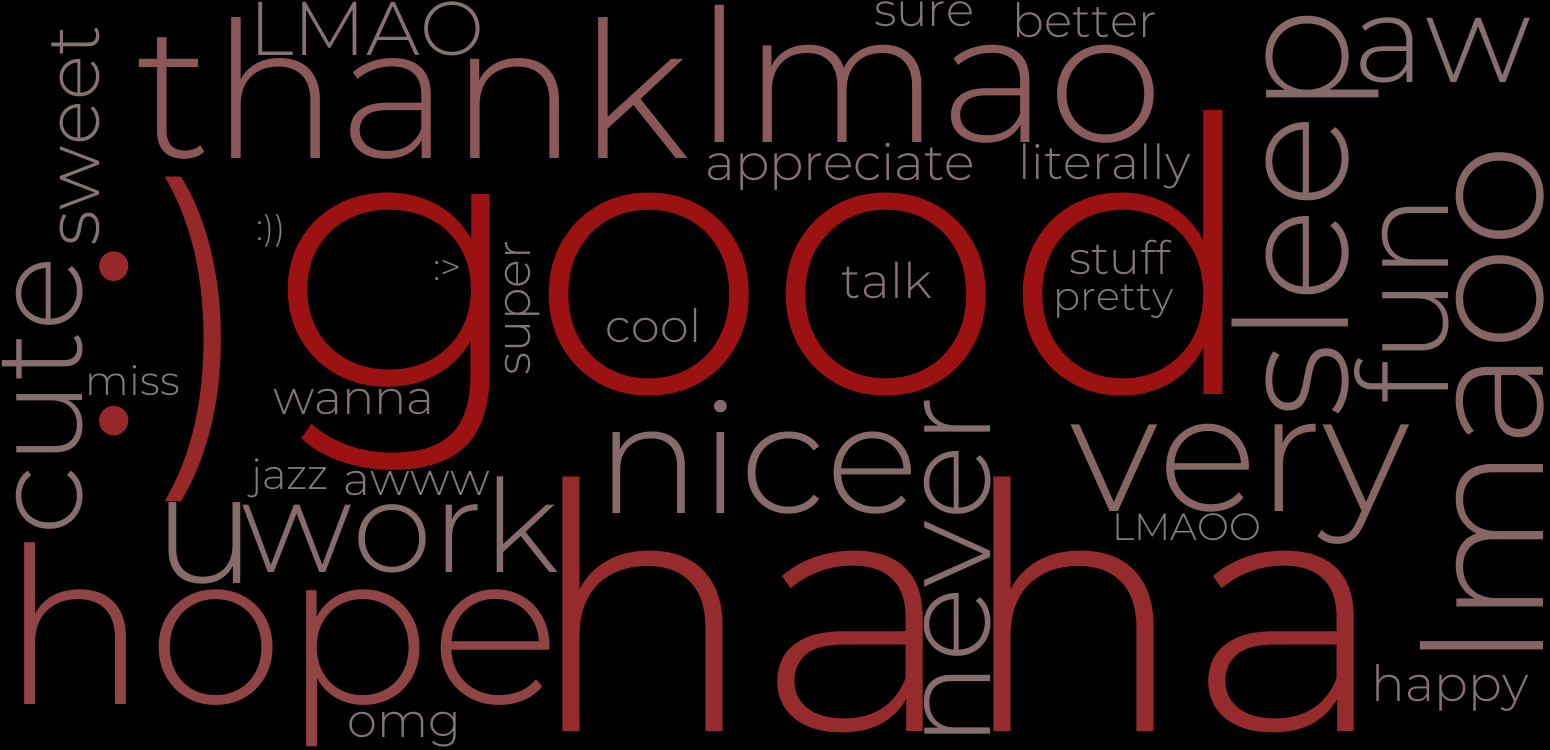 LMAO
sure
better
sweet
thank
lmao
sleep
aw
appreciate
literally
:)
:))
:v
good
super
cool
talk
stuff
pretty
fun
lmaoo
cute
miss
wanna
nice
never
very
jazz
awww
u
work
LMAOO
hope
haha
happy
omg